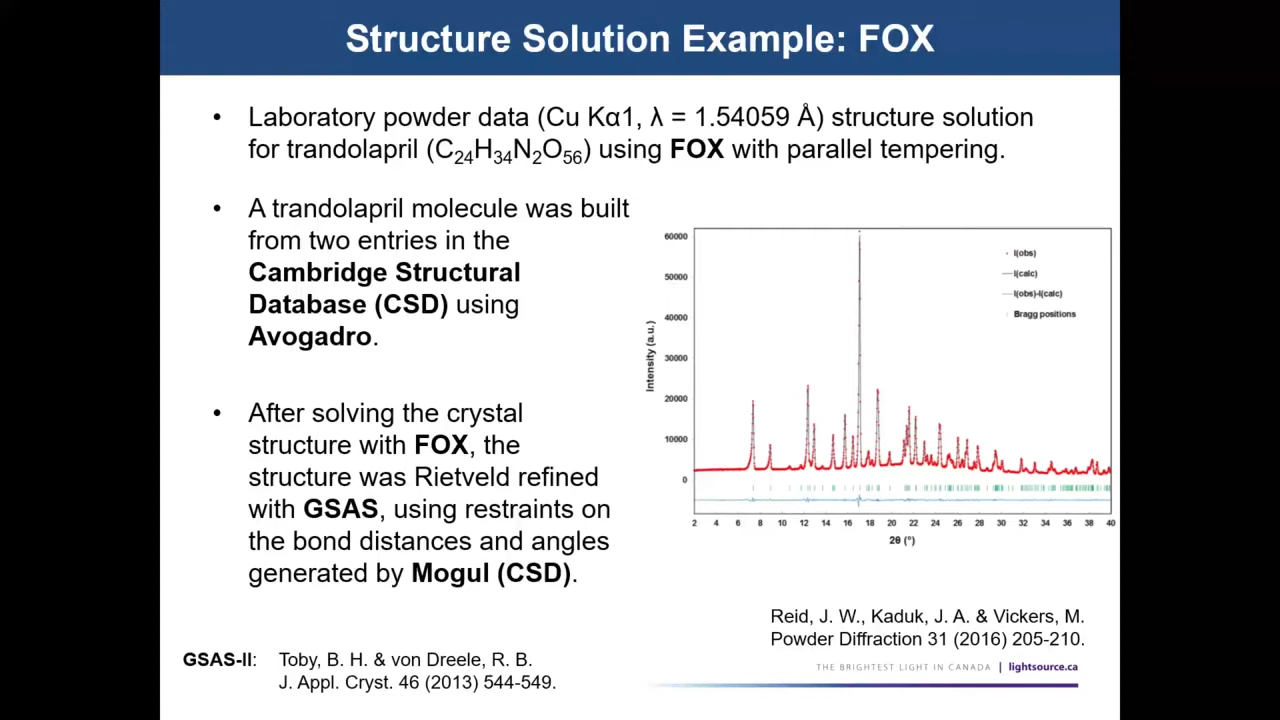 Structure Solution Example: FOX
• Laboratory powder data (Cu Kα1, λ = 1.54059 Å) structure solution
for trandolapril (C₂₄H₃₄N₂O₅₆) using FOX with parallel tempering.
• A trandolapril molecule was built
from two entries in the
Cambridge Structural
Database (CSD) using
Avogadro.
• After solving the crystal
structure with FOX, the
structure was Rietveld refined
with GSAS, using restraints on
the bond distances and angles
generated by Mogul (CSD).
60000
50000
40000
30000
20000
10000
0
Intensity (a.u.)
I(obs)
I(calc)
I(obs)-I(calc)
Bragg positions
2 4 6 8 10 12 14 16 18 20 22 24 26 28 30 32 34 36 38 40
2θ (°)
Reid, J. W., Kaduk, J. A. & Vickers, M.
Powder Diffraction 31 (2016) 205-210.
GSAS-II: Toby, B. H. & von Dreele, R. B.
J. Appl. Cryst. 46 (2013) 544-549.
THE BRIGHTEST LIGHT IN CANADA | lightsource.ca